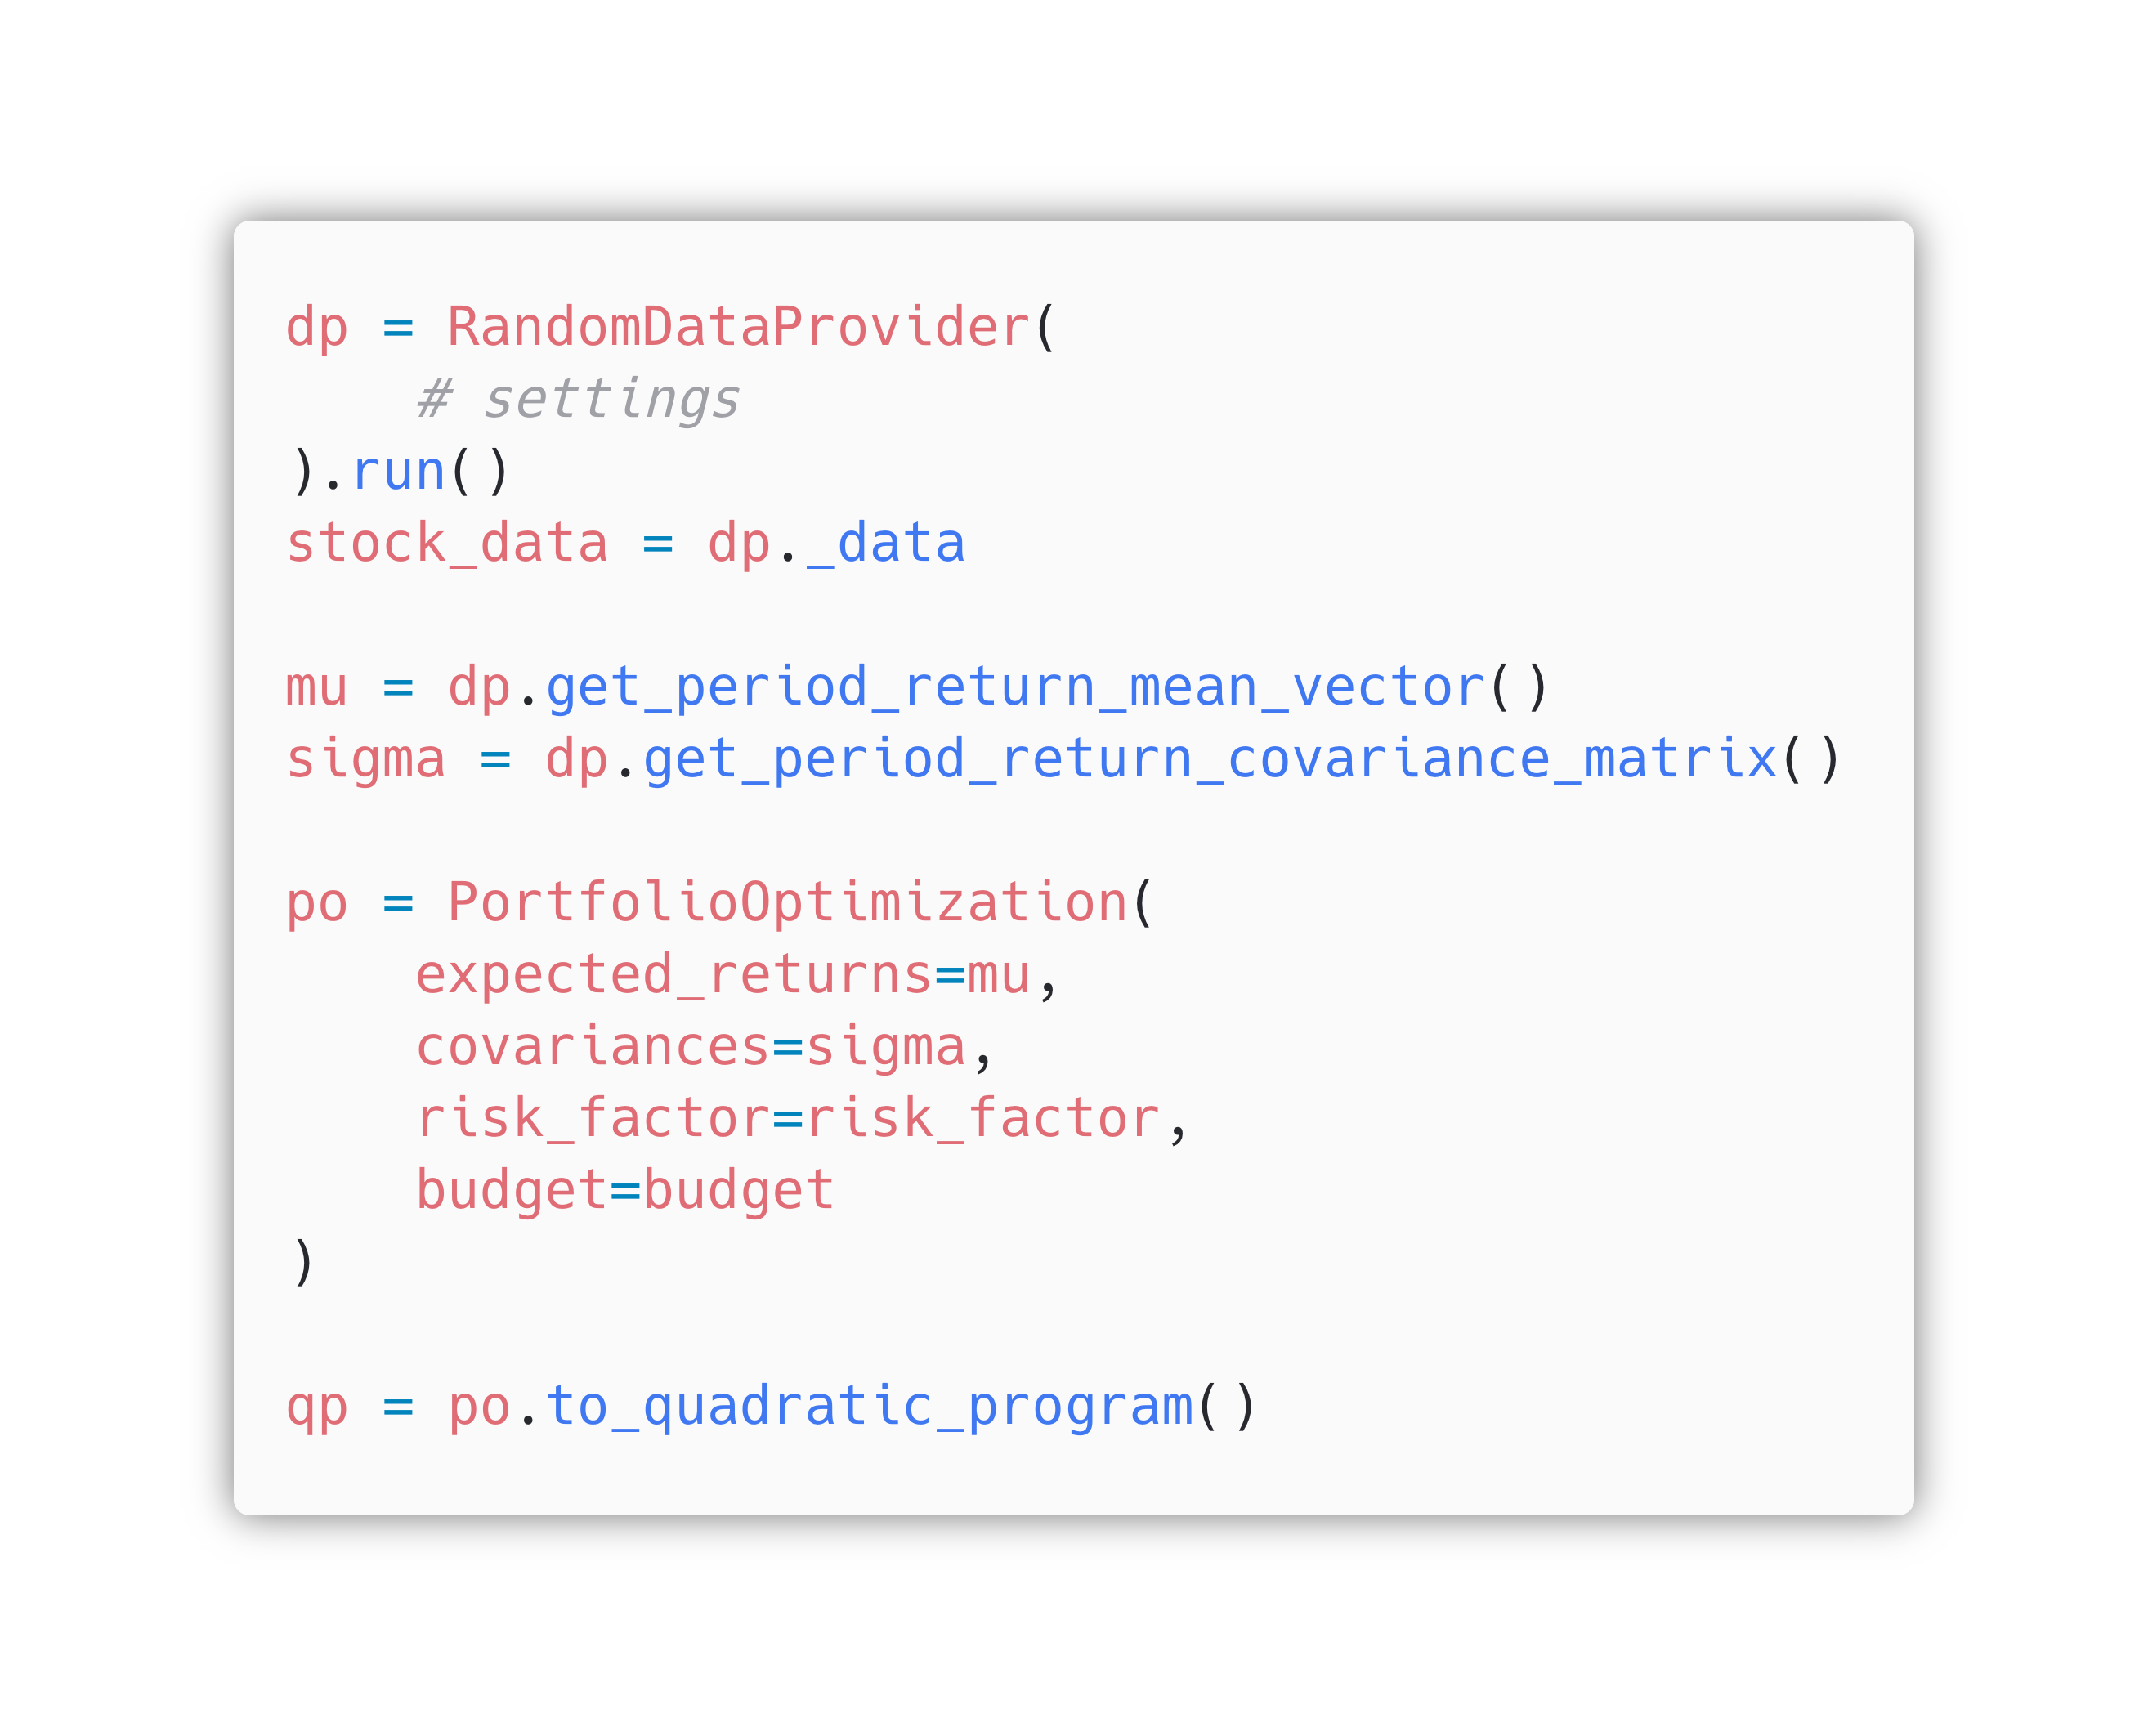 dp = RandomDataProvider(
    # settings
).run()
stock_data = dp._data

mu = dp.get_period_return_mean_vector()
sigma = dp.get_period_return_covariance_matrix()

po = PortfolioOptimization(
    expected_returns=mu,
    covariances=sigma,
    risk_factor=risk_factor,
    budget=budget
)

qp = po.to_quadratic_program()